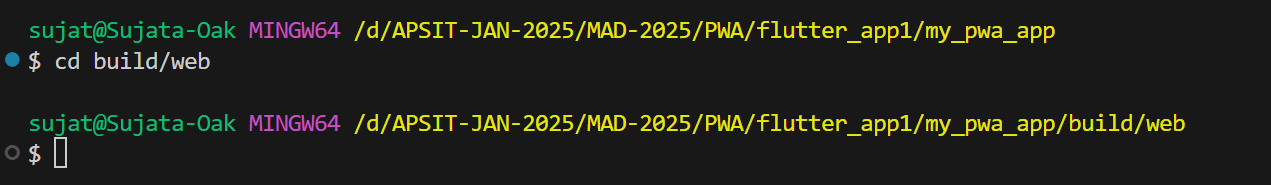 sujat@Sujata-Oak MINGW64 /d/APSIT-JAN-2025/MAD-2025/PWA/flutter_app1/my_pwa_app
$ cd build/web
sujat@Sujata-Oak MINGW64 /d/APSIT-JAN-2025/MAD-2025/PWA/flutter_app1/my_pwa_app/build/web
$